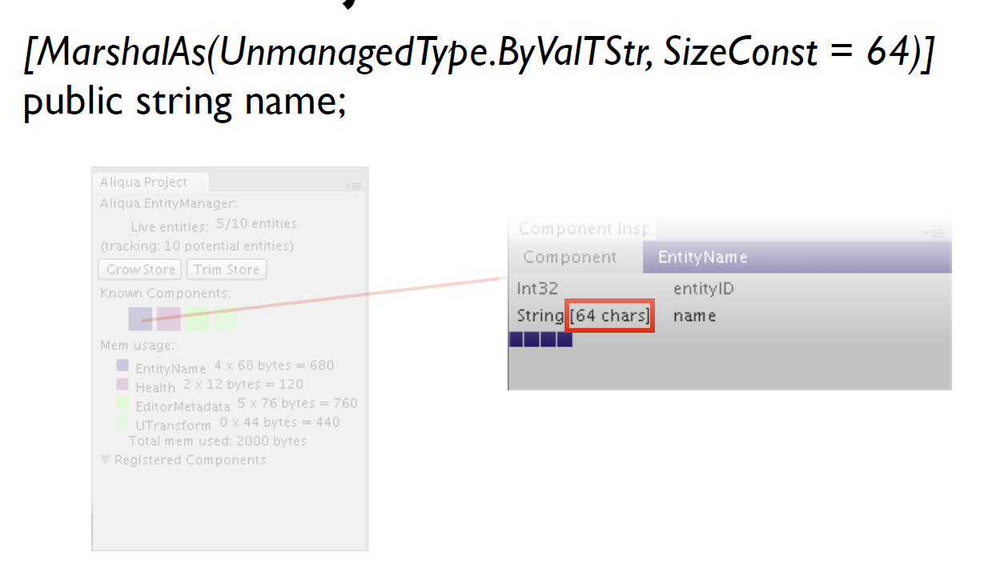 [MarshalAs(UnmanagedType.ByValTStr, SizeConst = 64)]
public string name;
Aliqua Project
Aliqua EntityManager:
Live entities: 5/10 entities
(tracking: 10 potential entities)
Grow Store Trim Store
Known Components:
Mem usage:
EntityName 4 x 68 bytes = 680
Health 2 x 12 bytes = 120
EditorMetadata 5 x 76 bytes = 760
UTransform 0 x 44 bytes = 440
Total mem used: 2000 bytes
Registered Components
Component Insp
Component EntityName
Int32 entityID
String [64 chars] name